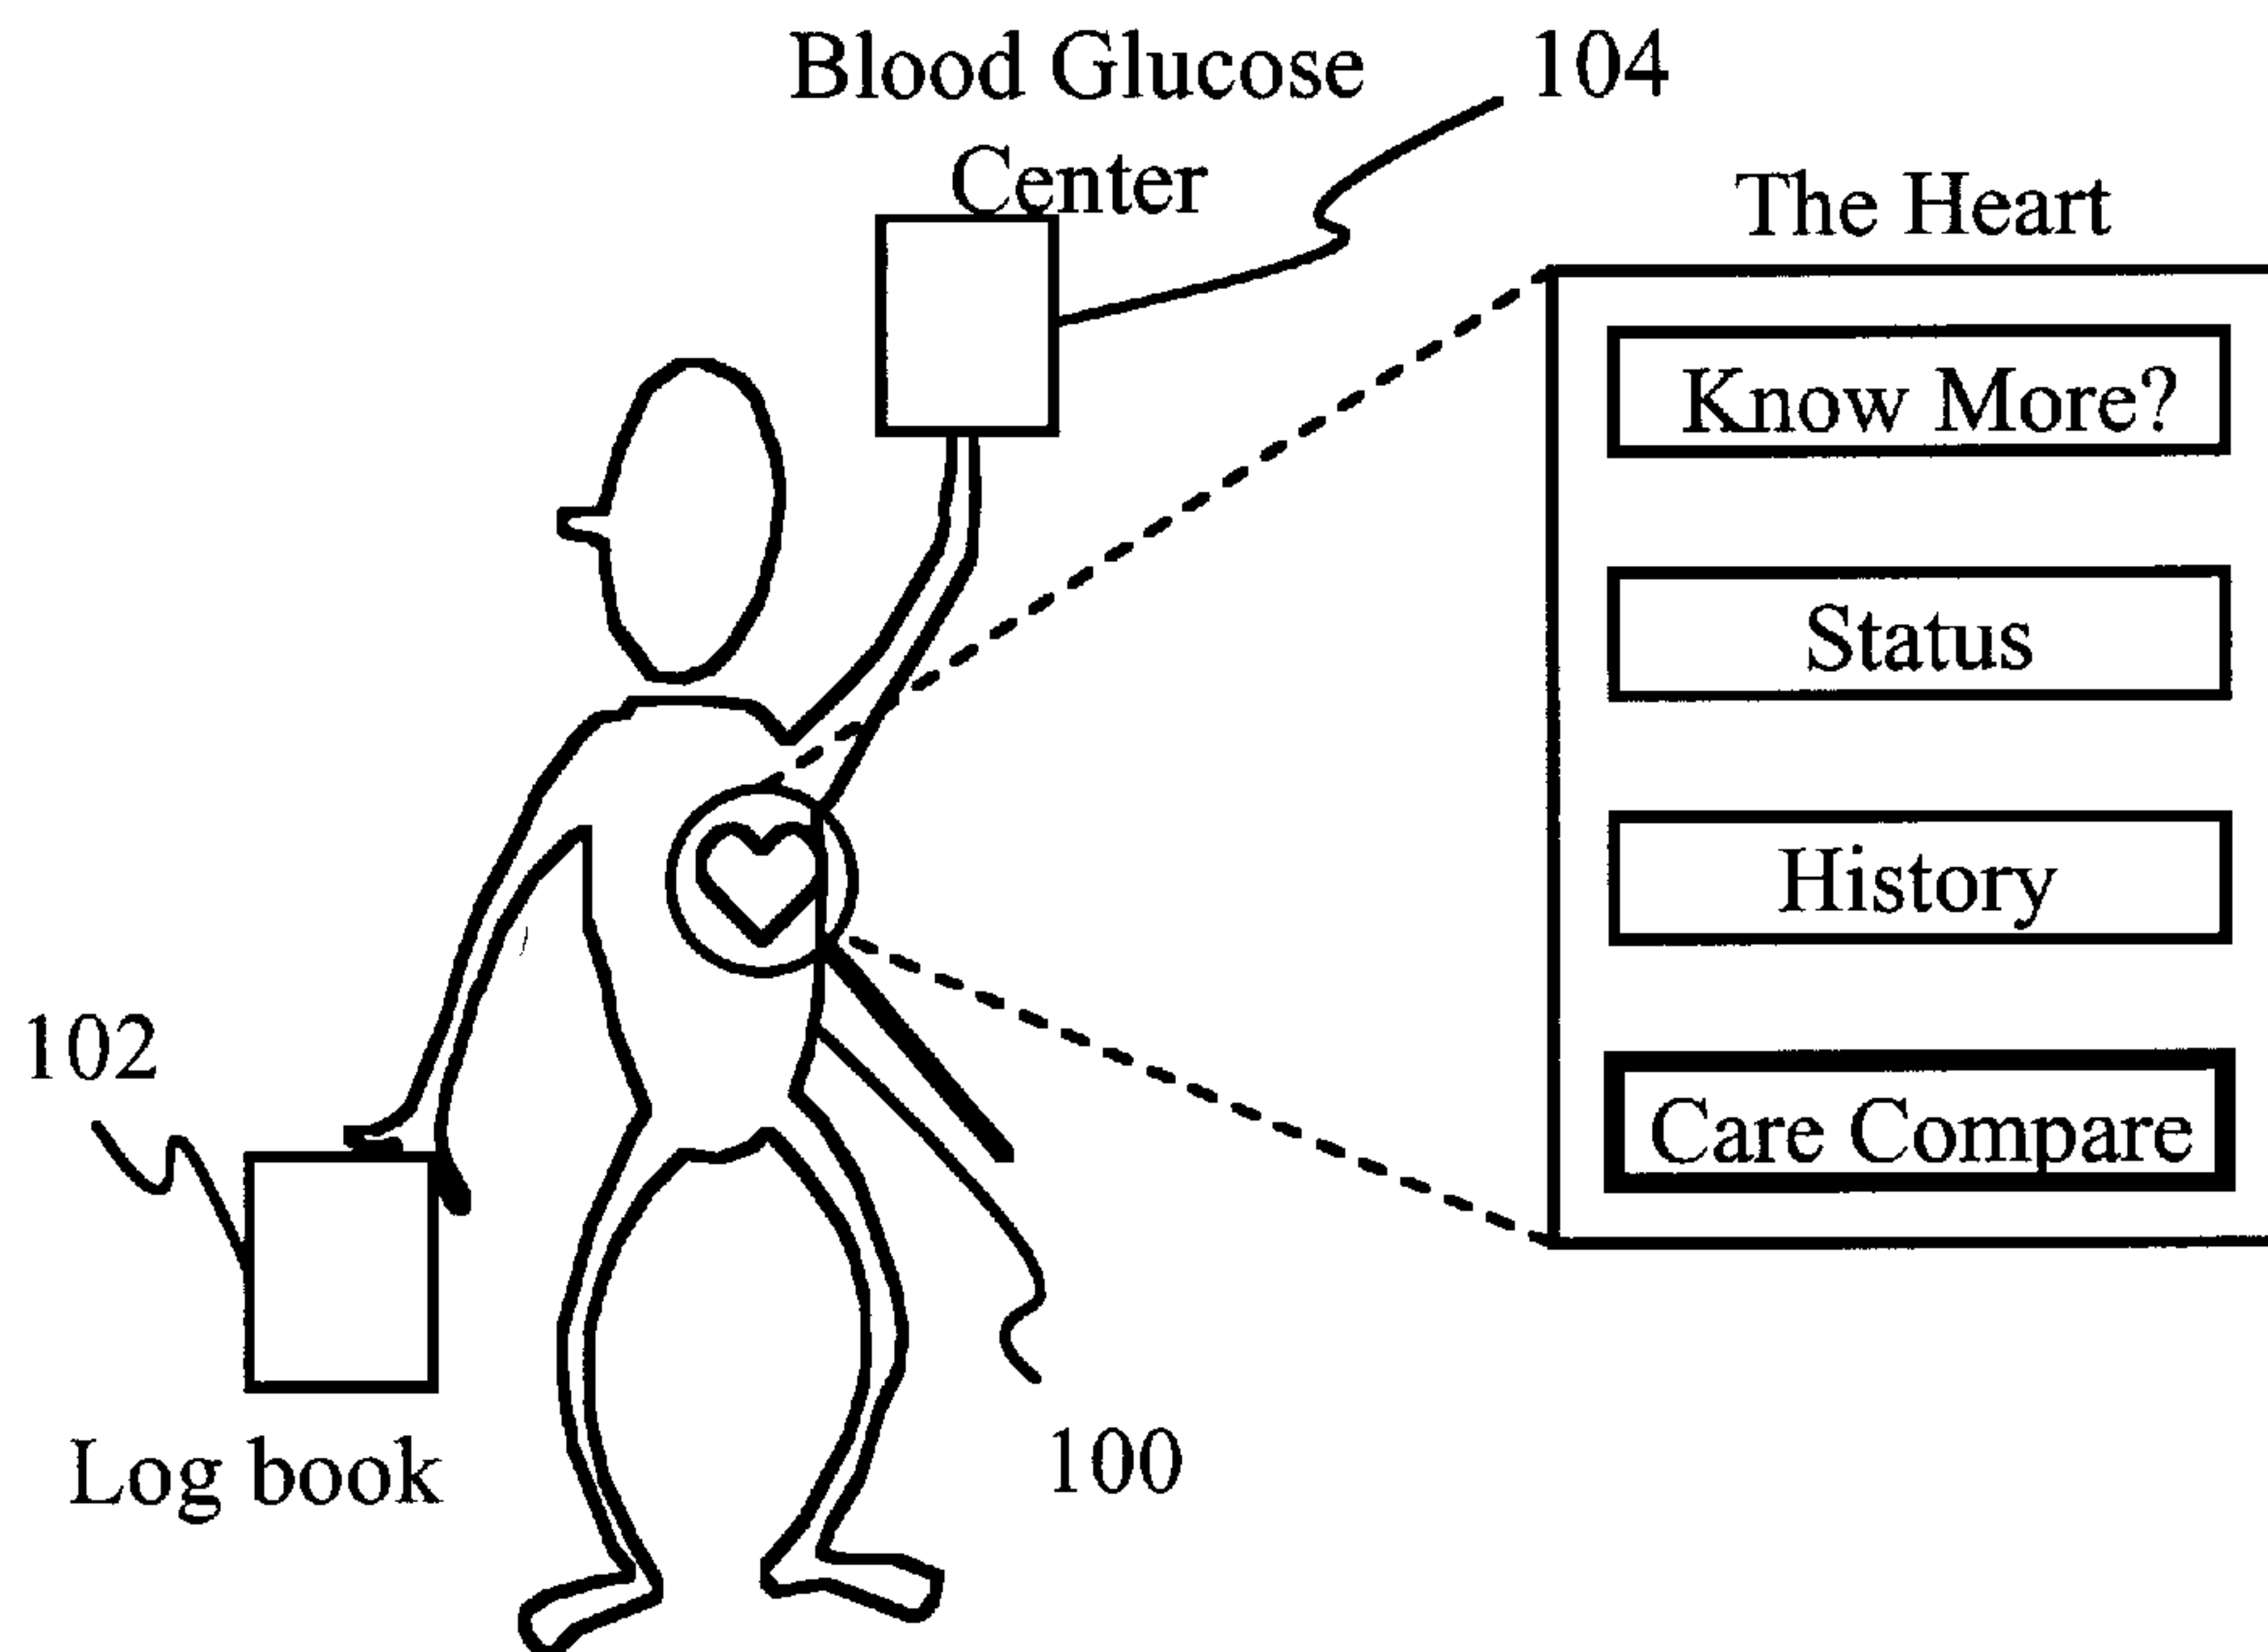 Blood Glucose
Center
104
The Heart
Know More?
Status
History
Care Compare
102
Log book
100